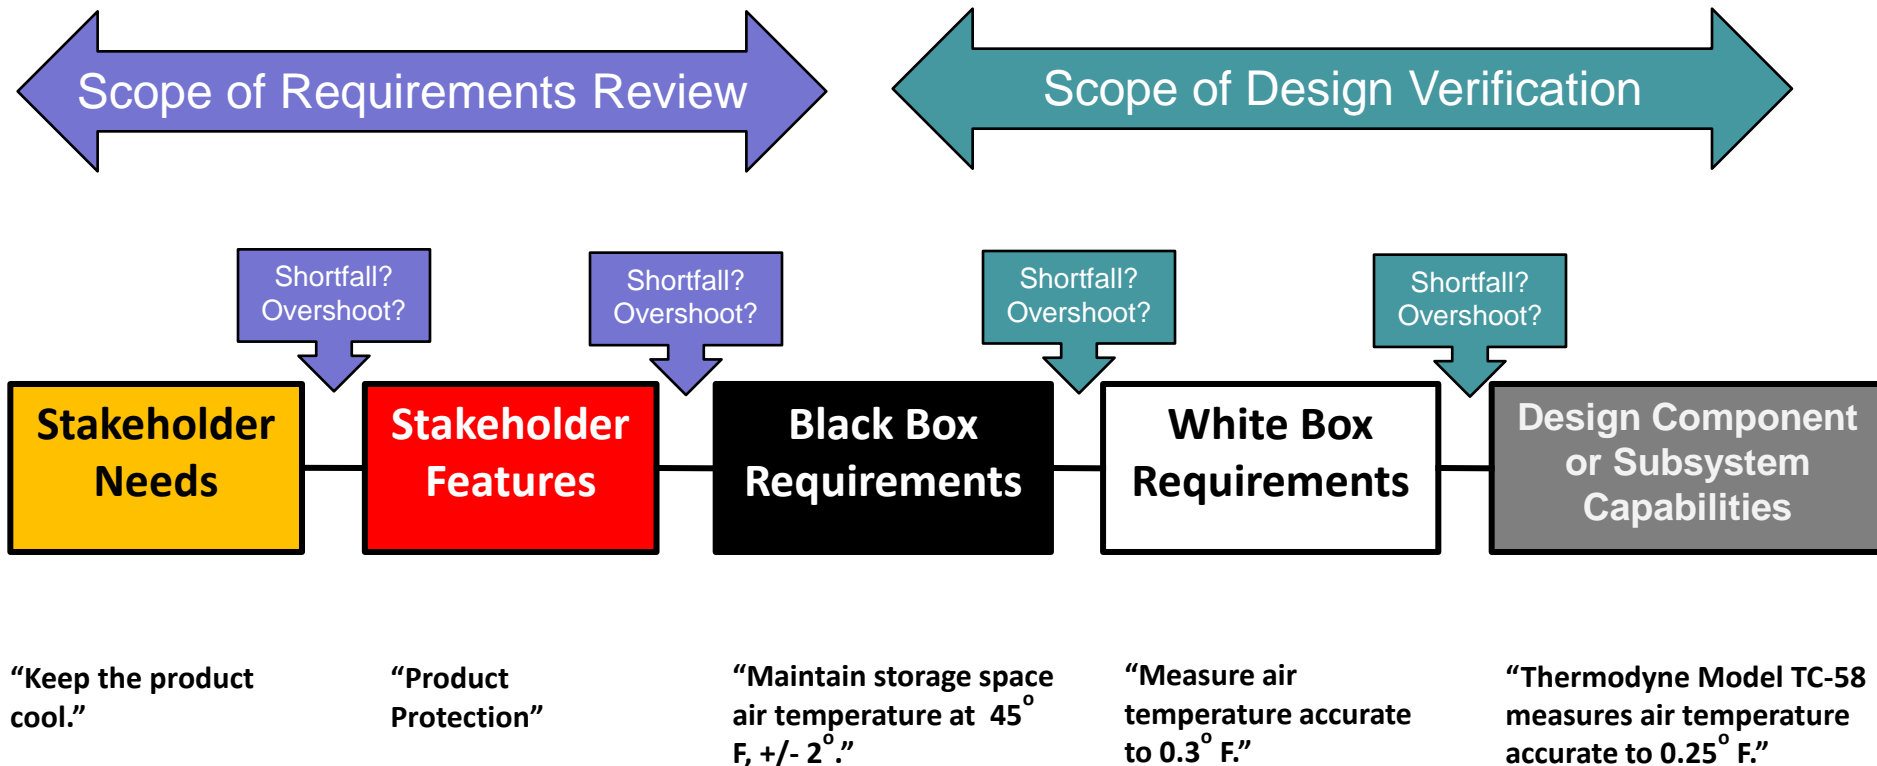 Scope of Requirements Review
Scope of Design Verification
Shortfall?
Overshoot?
Shortfall?
Overshoot?
Shortfall?
Overshoot?
Shortfall?
Overshoot?
Stakeholder
Needs
Stakeholder
Features
Black Box
Requirements
White Box
Requirements
Design Component
or Subsystem
Capabilities
“Keep the product
cool.”
“Product
Protection”
“Maintain storage space
air temperature at 45°
F, +/- 2°.”
“Measure air
temperature accurate
to 0.3° F.”
“Thermodyne Model TC-58
measures air temperature
accurate to 0.25° F.”